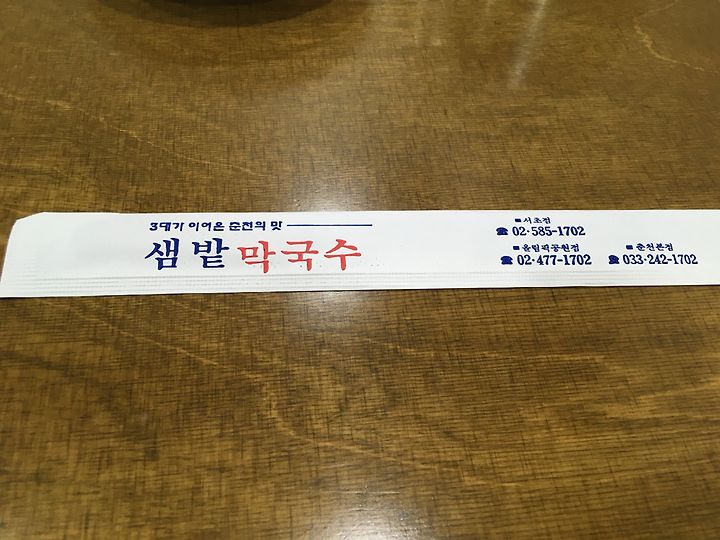 3대가 이어온 춘천의 맛
샘밭 막국수
■서초점
☎ 02·585-1702
■올림픽공원점
☎ 02·477-1702
■춘천본점
☎ 033·242-1702